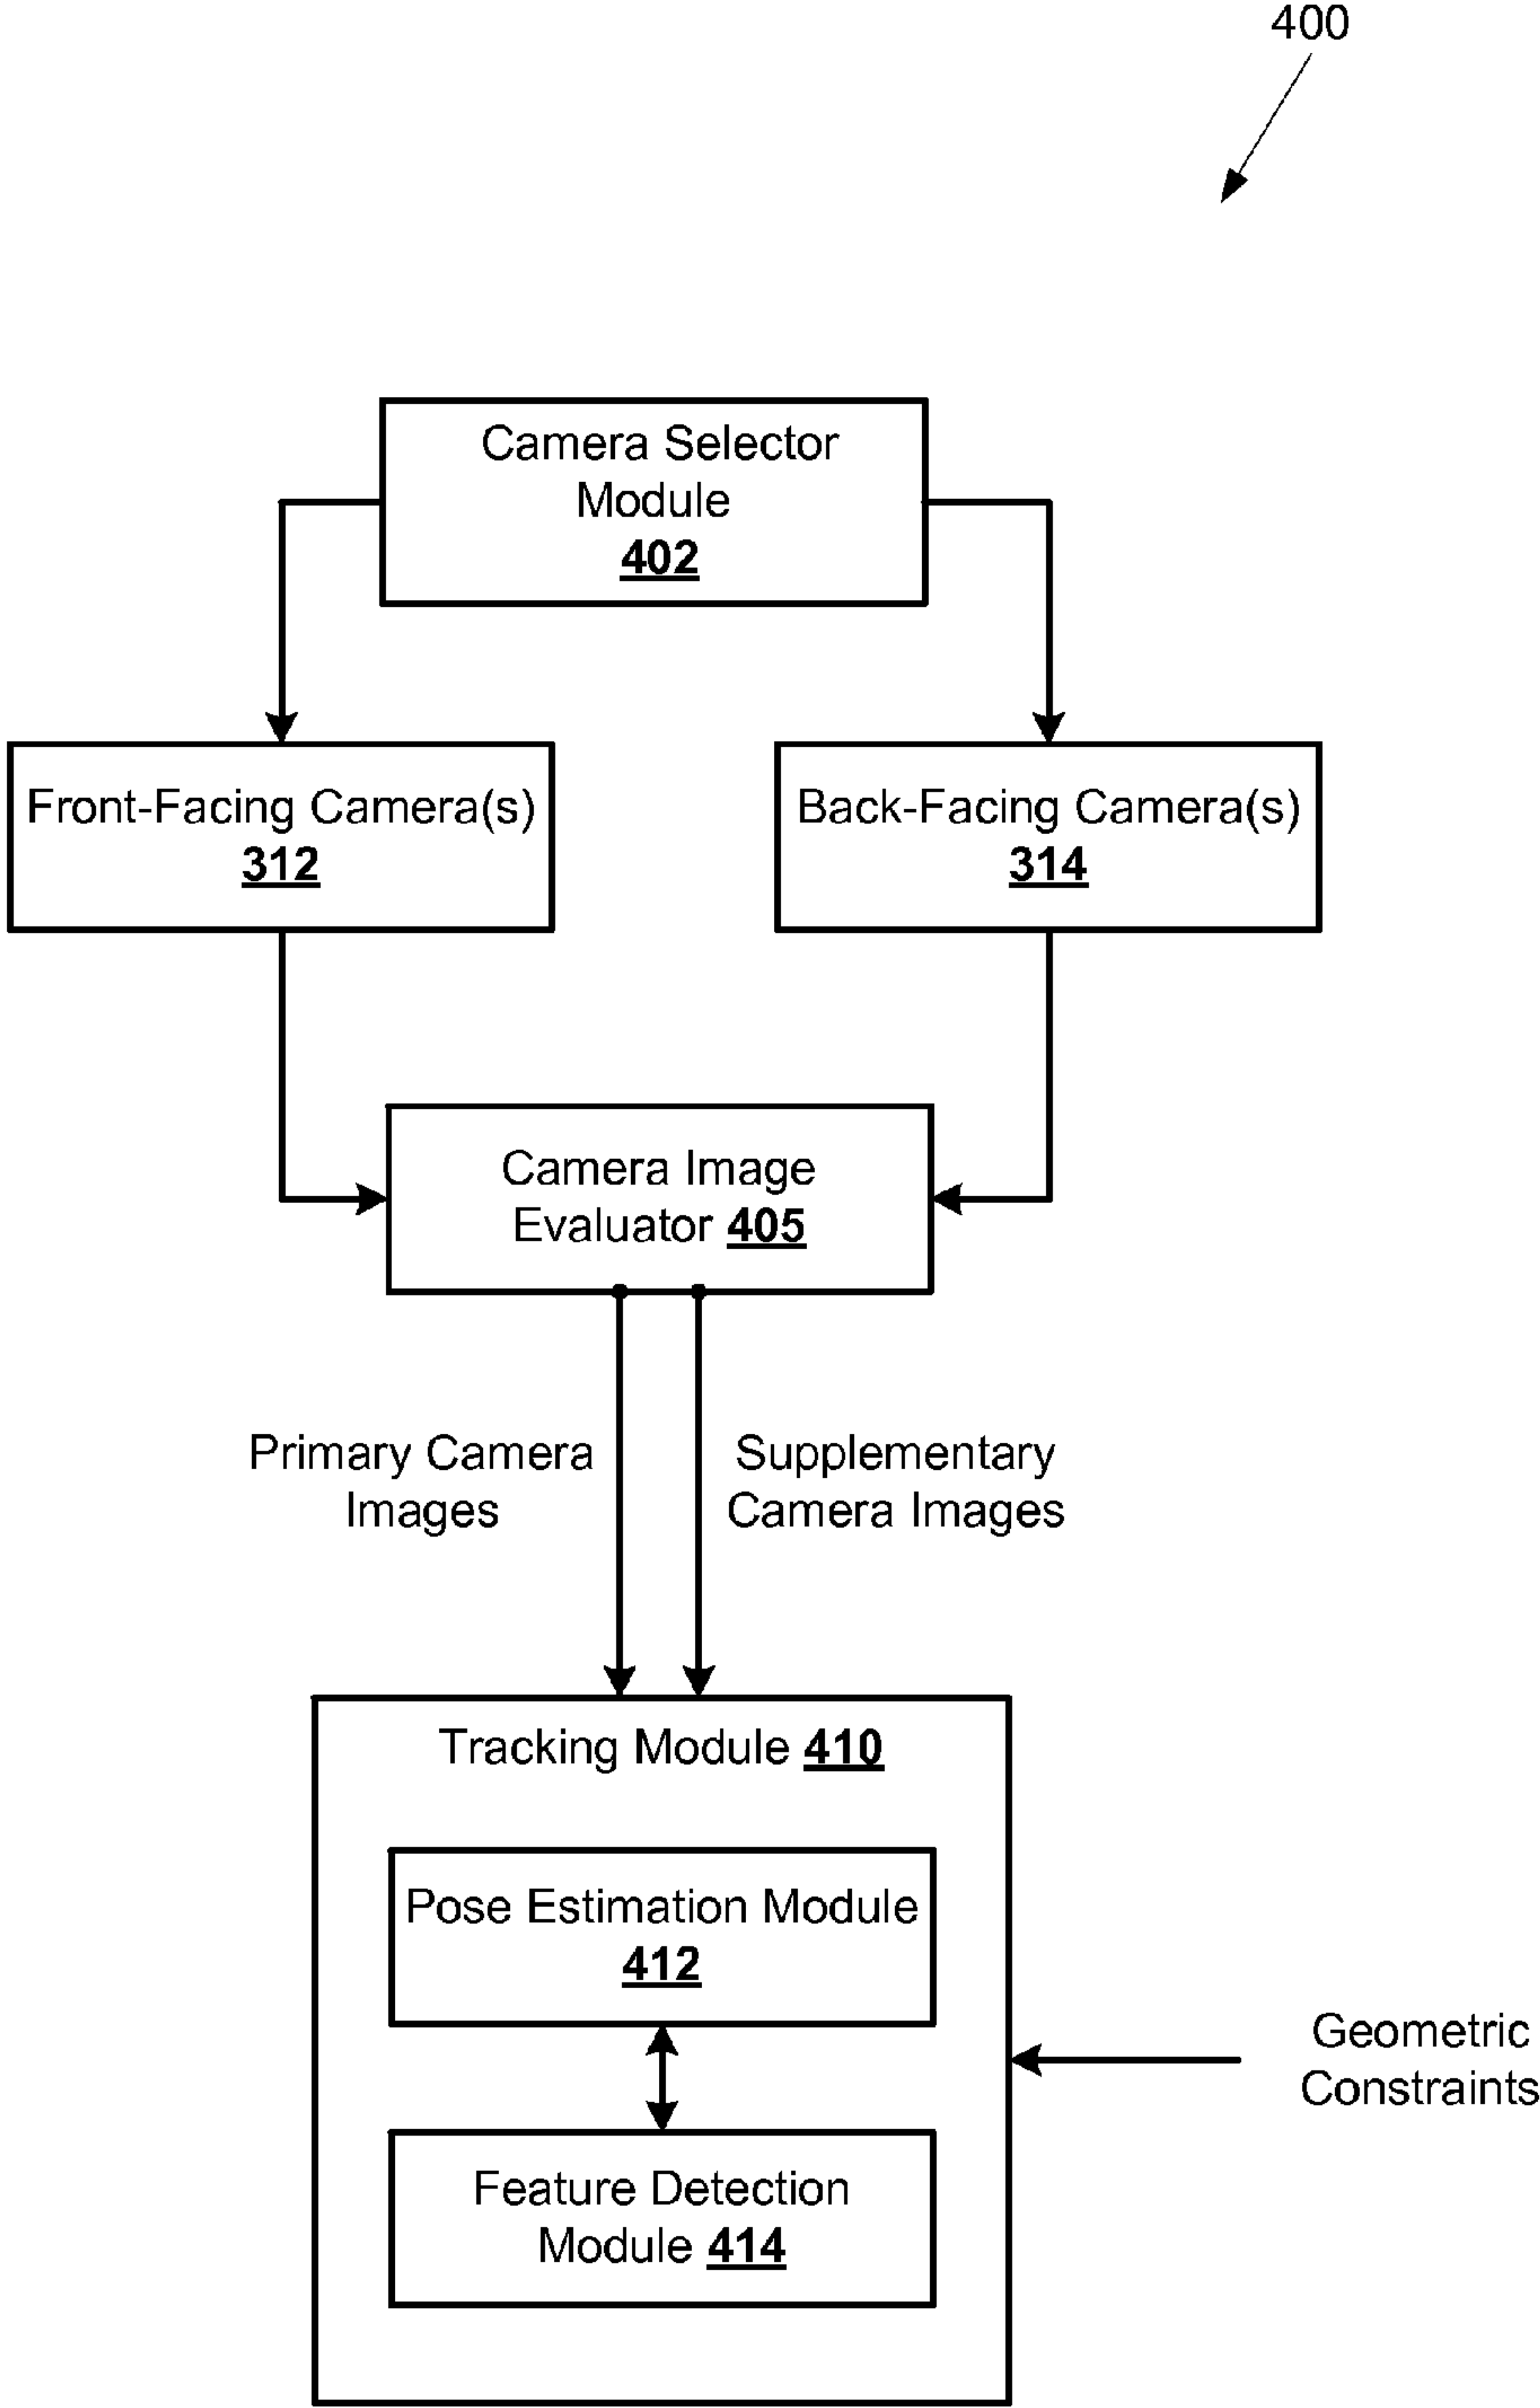 400
Camera Selector
Module
402
Front-Facing Camera(s)
312
Back-Facing Camera(s)
314
Camera Image
Evaluator 405
Primary Camera
Images
Supplementary
Camera Images
Tracking Module 410
Pose Estimation Module
412
Geometric
Constraints
Feature Detection
Module 414